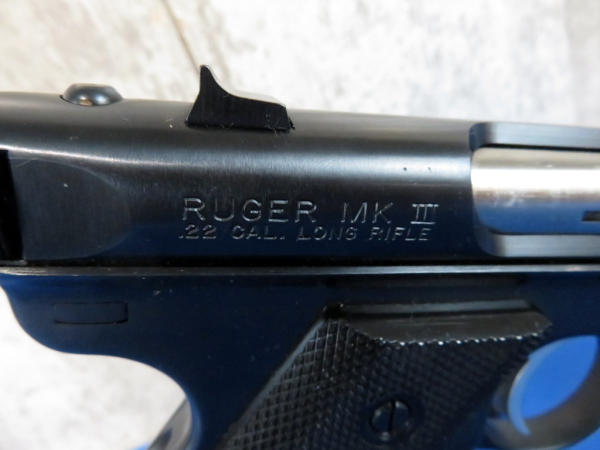 RUGER MK III
.22 CAL. LONG RIFLE